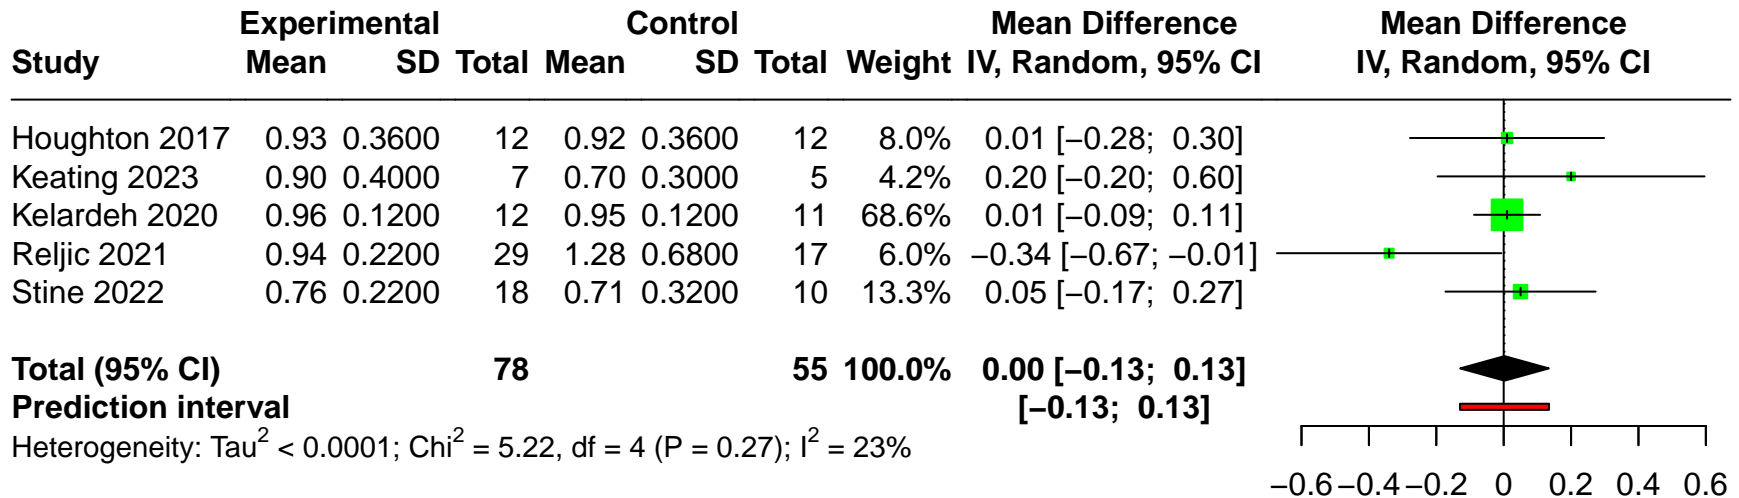 Experimental Control Mean Difference Mean Difference
Study Mean SD Total Mean SD Total Weight IV, Random, 95% CI IV, Random, 95% CI
Houghton 2017 0.93 0.3600 12 0.92 0.3600 12 8.0% 0.01 [−0.28; 0.30]
Keating 2023 0.90 0.4000 7 0.70 0.3000 5 4.2% 0.20 [−0.20; 0.60]
Kelardeh 2020 0.96 0.1200 12 0.95 0.1200 11 68.6% 0.01 [−0.09; 0.11]
Reljic 2021 0.94 0.2200 29 1.28 0.6800 17 6.0% −0.34 [−0.67; −0.01]
Stine 2022 0.76 0.2200 18 0.71 0.3200 10 13.3% 0.05 [−0.17; 0.27]
Total (95% CI) 78 55 100.0% 0.00 [−0.13; 0.13]
Prediction interval [−0.13; 0.13]
Heterogeneity: Tau² < 0.0001; Chi² = 5.22, df = 4 (P = 0.27); I² = 23%
−0.6 −0.4 −0.2 0 0.2 0.4 0.6